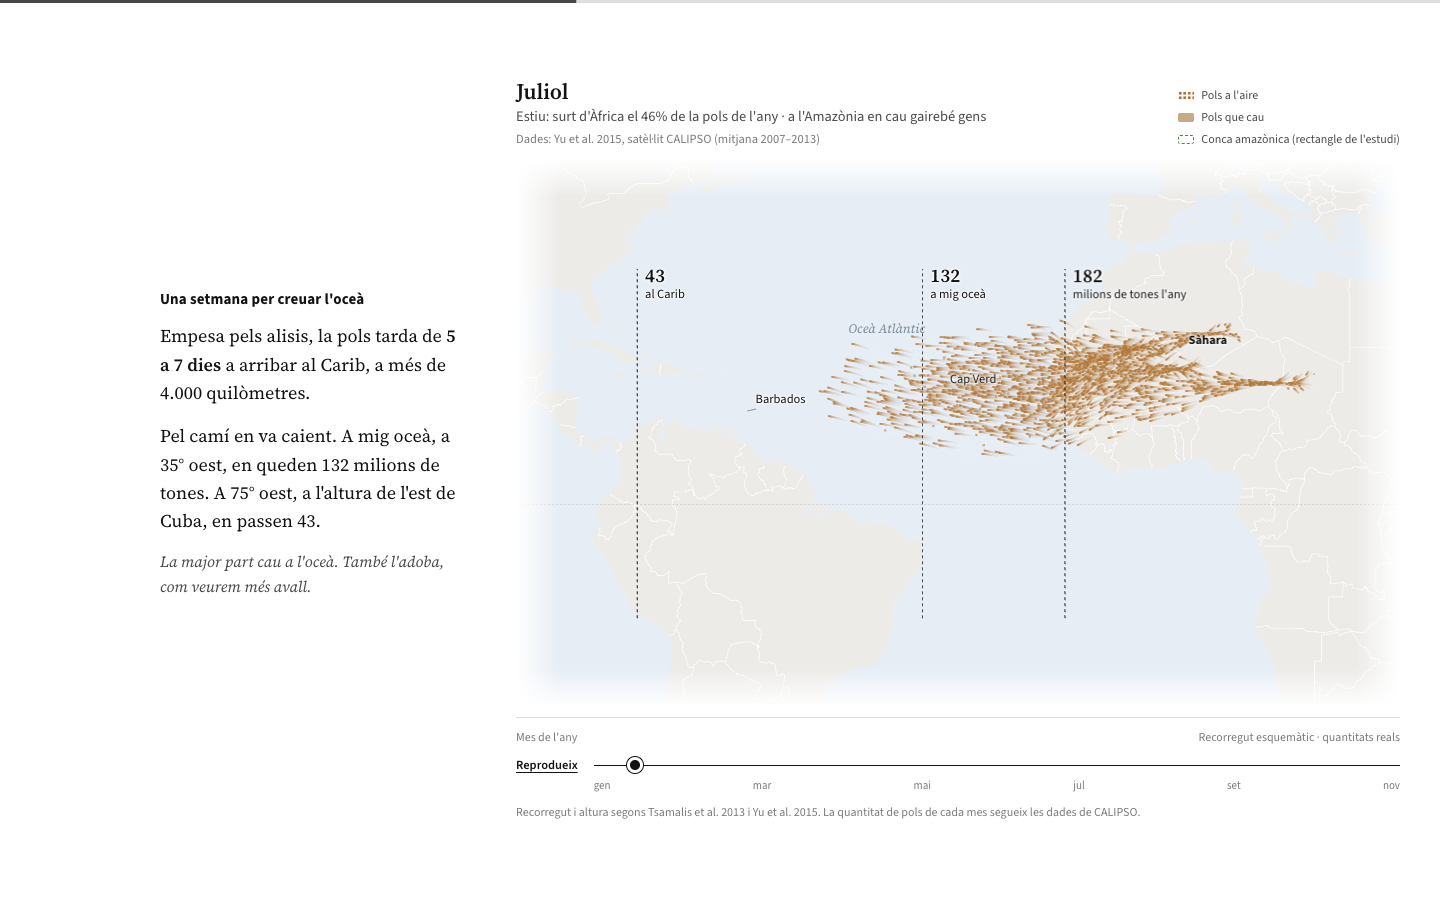 Juliol
Estiu: surt d'Àfrica el 46% de la pols de l'any · a l'Amazònia en cau gairebé gens
Dades: Yu et al. 2015, satèl·lit CALIPSO (mitjana 2007–2013)
Pols a l'aire
Pols que cau
Conca amazònica (rectangle de l'estudi)
Una setmana per creuar l'oceà
Empesa pels alisis, la pols tarda de 5
a 7 dies a arribar al Carib, a més de
4.000 quilòmetres.
Pel camí en va caient. A mig oceà, a
35° oest, en queden 132 milions de
tones. A 75° oest, a l'altura de l'est de
Cuba, en passen 43.
La major part cau a l'oceà. També l'adoba,
com veurem més avall.
43
al Carib
132
a mig oceà
182
milions de tones l'any
Oceà Atlàntic
Sàhara
Cap Verd
Barbados
Mes de l'any
Recorregut esquemàtic · quantitats reals
Reprodueix
gen mar mai jul set nov
Recorregut i altura segons Tsamalis et al. 2013 i Yu et al. 2015. La quantitat de pols de cada mes segueix les dades de CALIPSO.